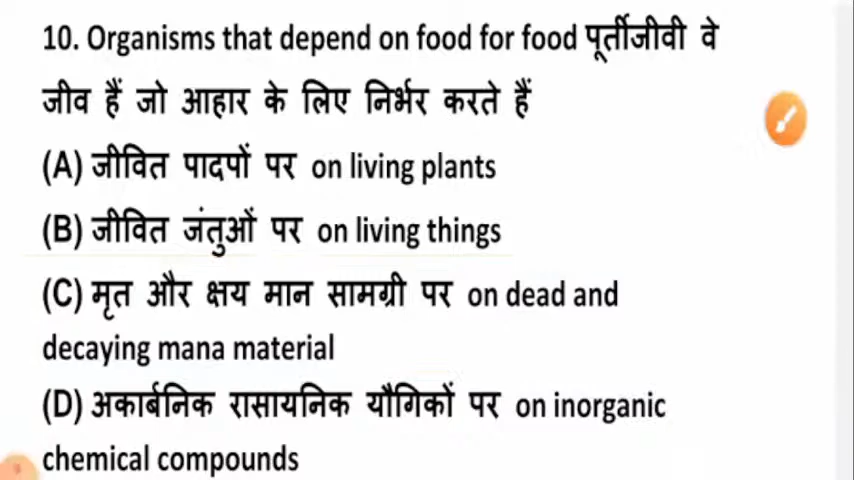 10. Organisms that depend on food for food पूर्तीजीवी वे
जीव हैं जो आहार के लिए निर्भर करते हैं
(A) जीवित पादपों पर on living plants
(B) जीवित जंतुओं पर on living things
(C) मृत और क्षय मान सामग्री पर on dead and
decaying mana material
(D) अकार्बनिक रासायनिक यौगिकों पर on inorganic
chemical compounds